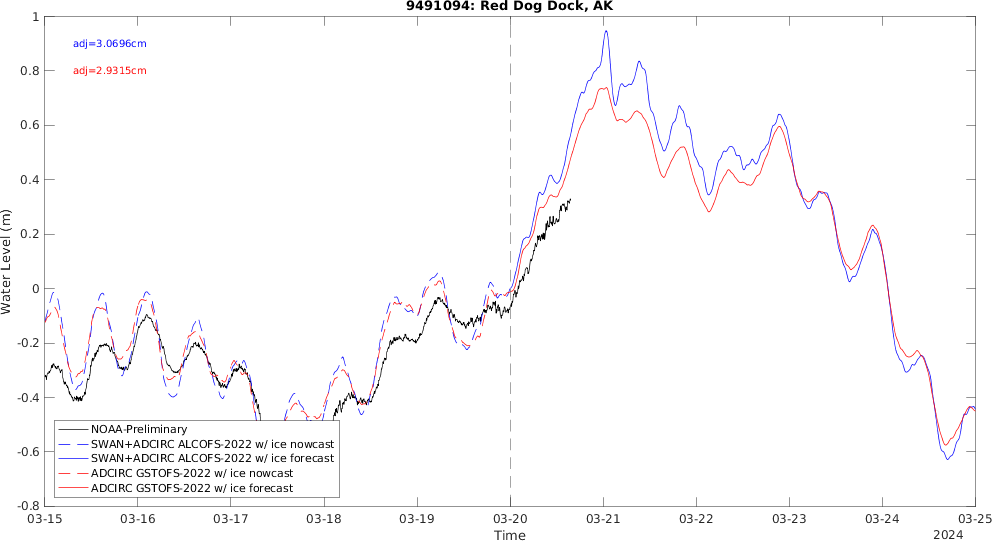 9491094: Red Dog Dock, AK
adj=3.0696cm
adj=2.9315cm
Water Level (m)
1
0.8
0.6
0.4
0.2
0
-0.2
-0.4
-0.6
-0.8
NOAA-Preliminary
SWAN+ADCIRC ALCOFS-2022 w/ ice nowcast
SWAN+ADCIRC ALCOFS-2022 w/ ice forecast
ADCIRC GSTOFS-2022 w/ ice nowcast
ADCIRC GSTOFS-2022 w/ ice forecast
03-15 03-16 03-17 03-18 03-19 03-20 03-21 03-22 03-23 03-24 03-25
Time
2024